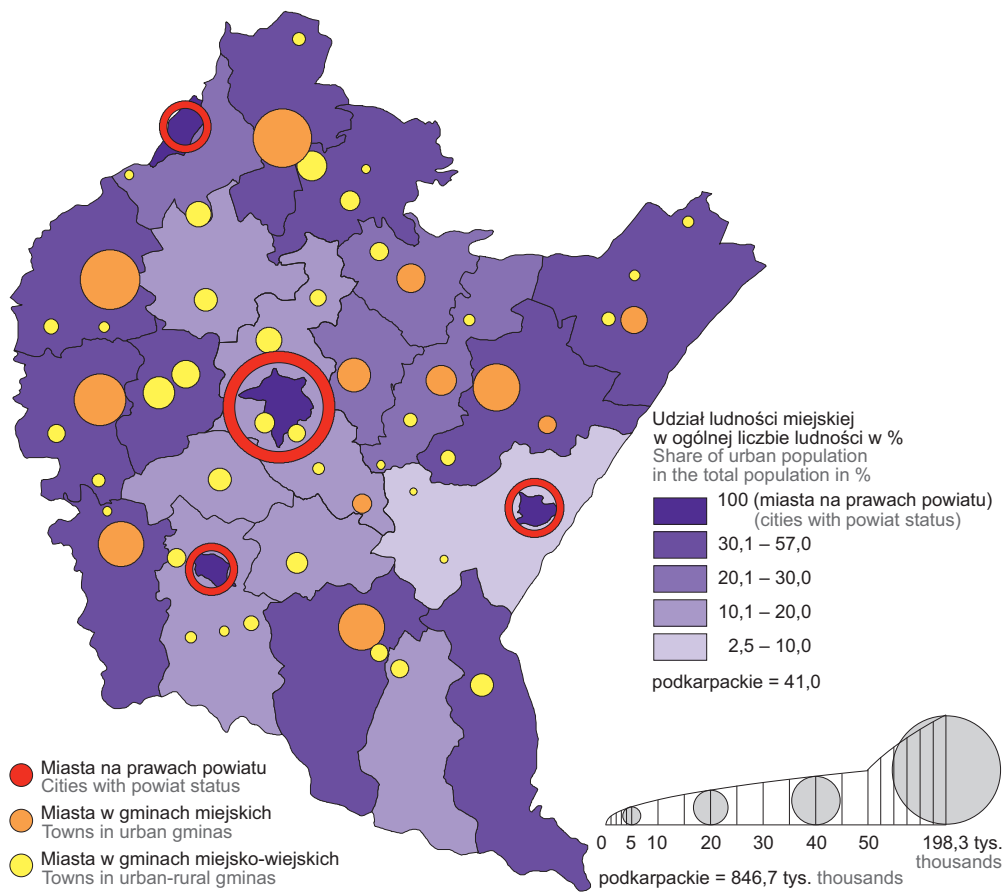 Udział ludności miejskiej
w ogólnej liczbie ludności w %
Share of urban population
in the total population in %
100 (miasta na prawach powiatu)
(cities with powiat status)
30,1 – 57,0
20,1 – 30,0
10,1 – 20,0
2,5 – 10,0
podkarpackie = 41,0
Miasta na prawach powiatu
Cities with powiat status
Miasta w gminach miejskich
Towns in urban gminas
Miasta w gminach miejsko-wiejskich
Towns in urban-rural gminas
0 5 10 20 30 40 50 198,3 tys.
thousands
podkarpackie = 846,7 tys. thousands